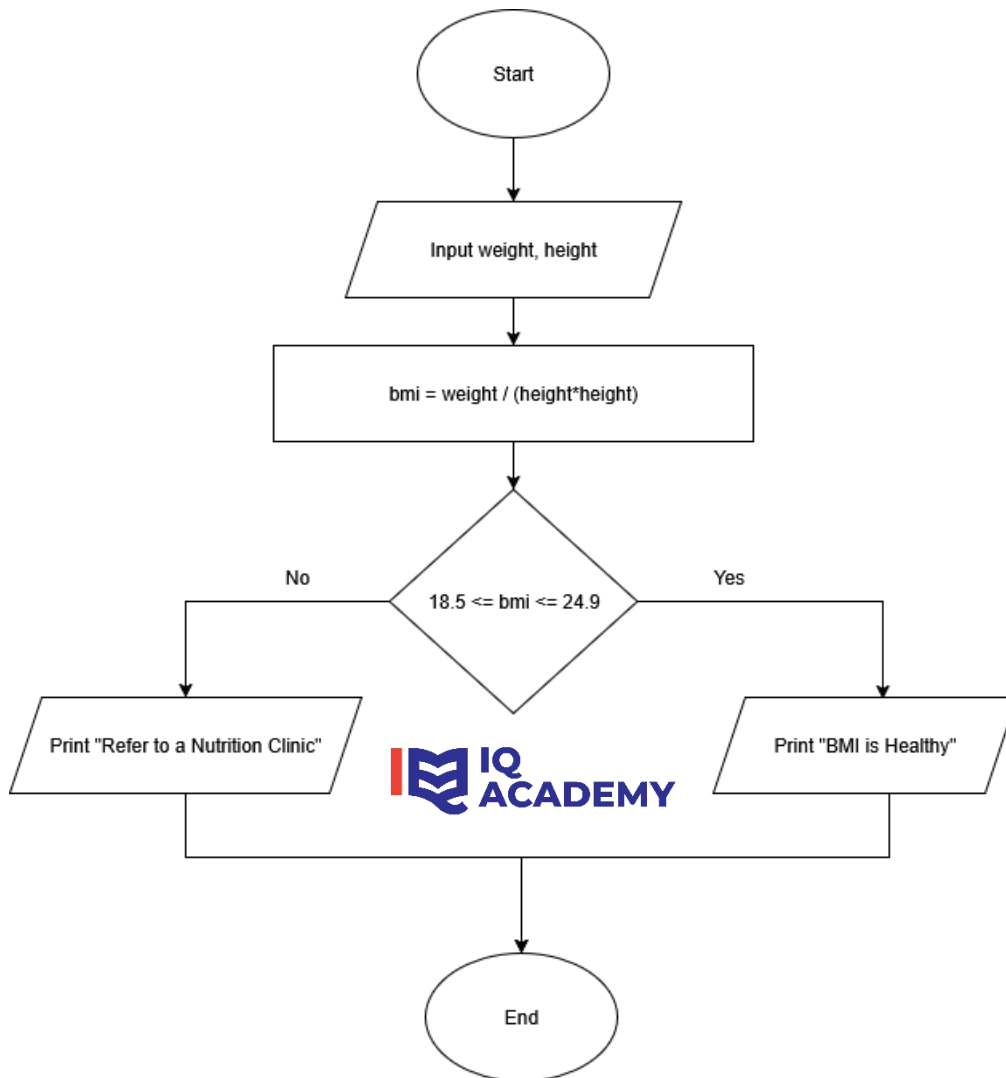 Start
Input weight, height
bmi = weight / (height*height)
No
Yes
18.5 <= bmi <= 24.9
Print "Refer to a Nutrition Clinic"
Print "BMI is Healthy"
IQ
ACADEMY
End